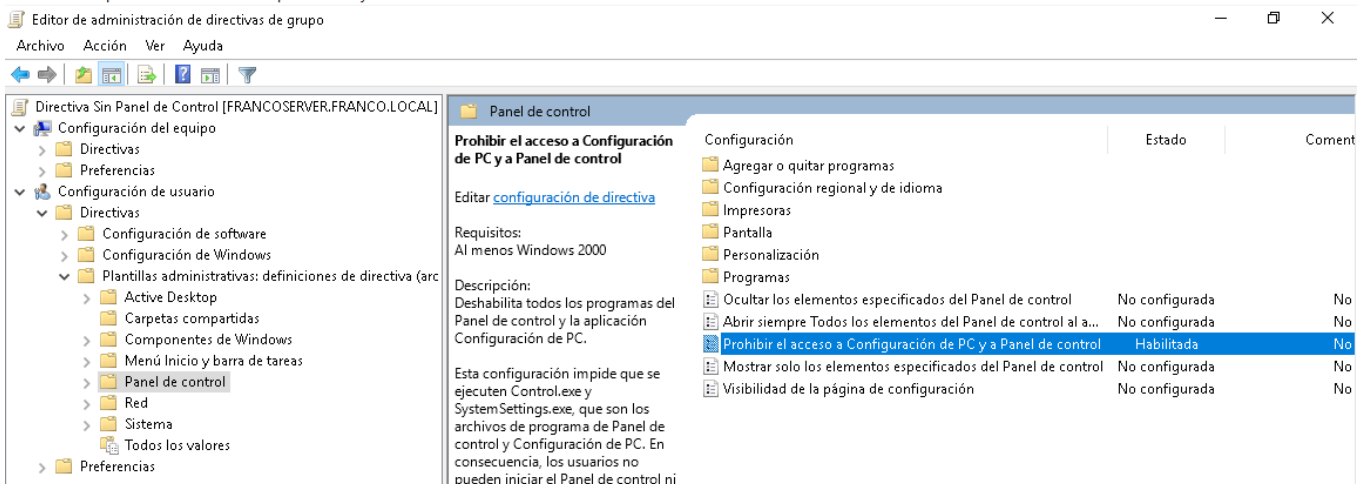 Editor de administración de directivas de grupo
Archivo Acción Ver Ayuda
Directiva Sin Panel de Control [FRANCOSERVER.FRANCO.LOCAL]
Configuración del equipo
Directivas
Preferencias
Configuración de usuario
Directivas
Configuración de software
Configuración de Windows
Plantillas administrativas: definiciones de directiva (arc
Active Desktop
Carpetas compartidas
Componentes de Windows
Menú Inicio y barra de tareas
Panel de control
Red
Sistema
Todos los valores
Preferencias
Panel de control
Prohibir el acceso a Configuración
de PC y a Panel de control
Editar configuración de directiva
Requisitos:
Al menos Windows 2000
Descripción:
Deshabilita todos los programas del
Panel de control y la aplicación
Configuración de PC.
Esta configuración impide que se
ejecuten Control.exe y
SystemSettings.exe, que son los
archivos de programa de Panel de
control y Configuración de PC. En
consecuencia, los usuarios no
pueden iniciar el Panel de control ni
Configuración Estado Coment
Agregar o quitar programas
Configuración regional y de idioma
Impresoras
Pantalla
Personalización
Programas
Ocultar los elementos especificados del Panel de control No configurada No
Abrir siempre Todos los elementos del Panel de control al a... No configurada No
Prohibir el acceso a Configuración de PC y a Panel de control Habilitada No
Mostrar solo los elementos especificados del Panel de control No configurada No
Visibilidad de la página de configuración No configurada No